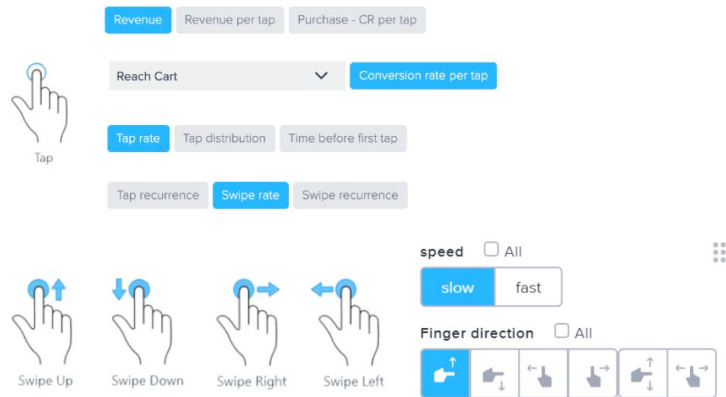 Revenue Revenue per tap Purchase - CR per tap
Reach Cart Conversion rate per tap
Tap rate Tap distribution Time before first tap
Tap
Tap recurrence Swipe rate Swipe recurrence
speed All
slow fast
Finger direction All
Swipe Up Swipe Down Swipe Right Swipe Left